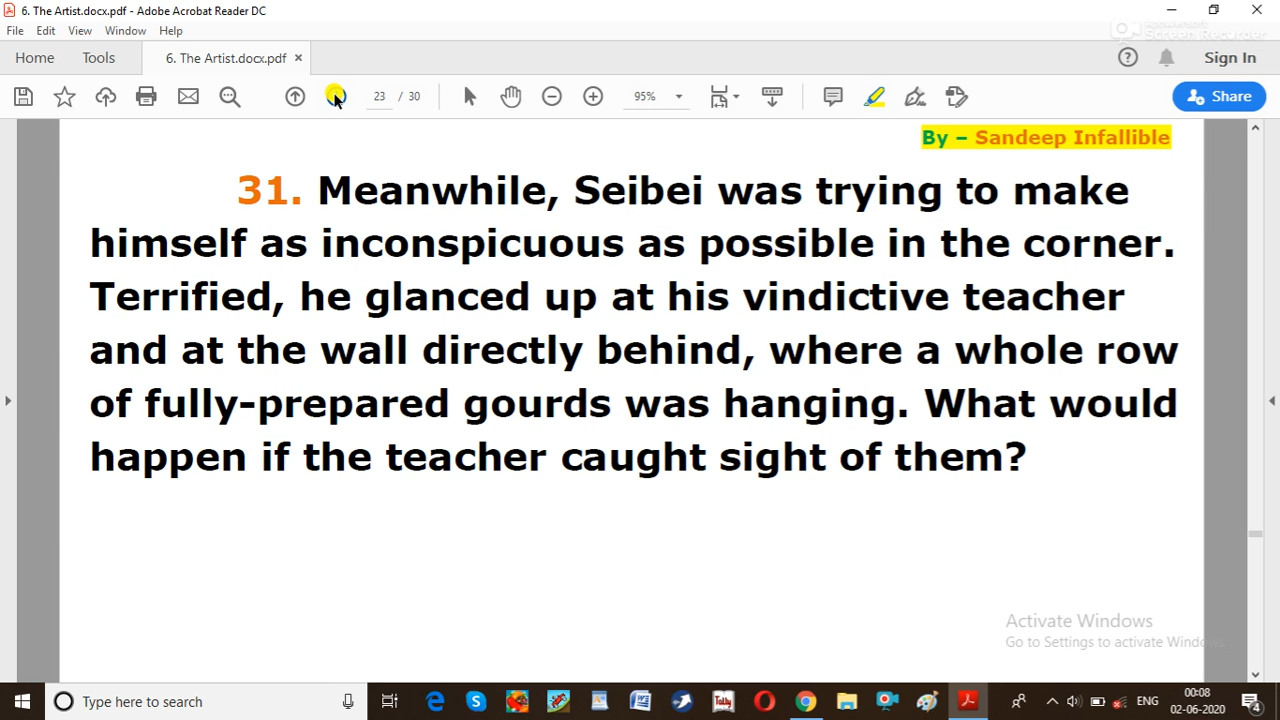 6. The Artist.docx.pdf - Adobe Acrobat Reader DC
File Edit View Window Help
Screen Recorder
Home Tools 6. The Artist.docx.pdf × Sign In
23 / 30 95% Share
By – Sandeep Infallible
31. Meanwhile, Seibei was trying to make
himself as inconspicuous as possible in the corner.
Terrified, he glanced up at his vindictive teacher
and at the wall directly behind, where a whole row
of fully-prepared gourds was hanging. What would
happen if the teacher caught sight of them?
Activate Windows
Go to Settings to activate Windows.
Type here to search ENG 00:08
02-06-2020 4